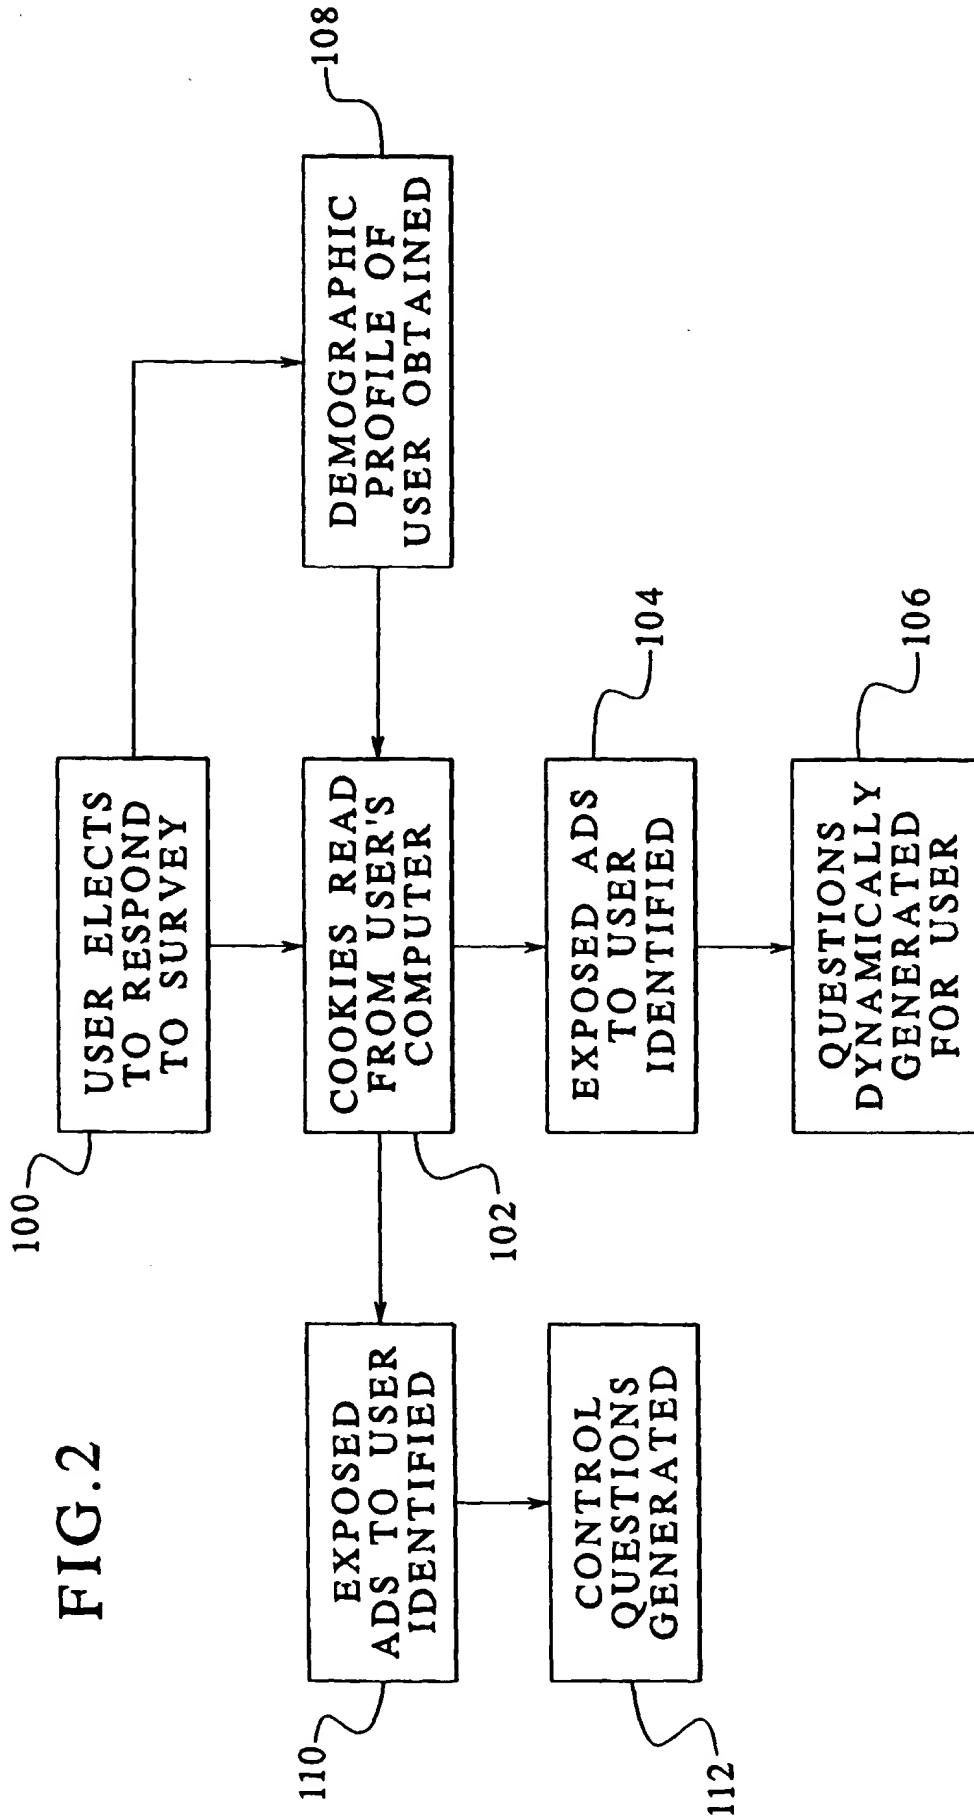 FIG.2
100
USER ELECTS
TO RESPOND
TO SURVEY
108
DEMOGRAPHIC
PROFILE OF
USER OBTAINED
COOKIES READ
FROM USER'S
COMPUTER
102
110
EXPOSED
ADS TO USER
IDENTIFIED
EXPOSED ADS
TO USER
IDENTIFIED
104
112
CONTROL
QUESTIONS
GENERATED
QUESTIONS
DYNAMICALLY
GENERATED
FOR USER
106